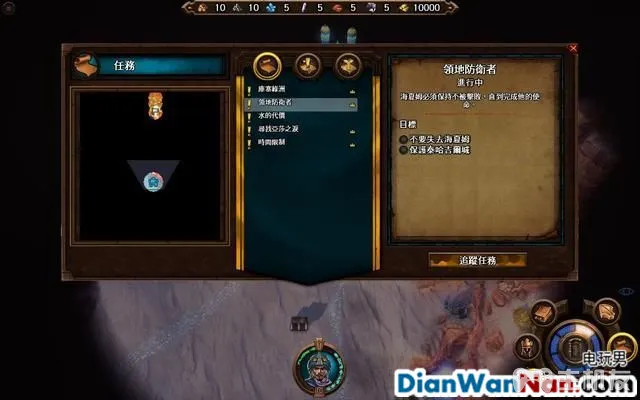 10 10 5 5 5 5 10000
任務
庫塞綠洲
領地防衛者
水的代價
尋找亞莎之淚
時間限制
領地防衛者
進行中
海夏姆必須保持不被擊敗，直到完成他的使命。
目標
不要失去海夏姆
保護泰哈吉爾城
追蹤任務
电玩男
DianWanNan.com